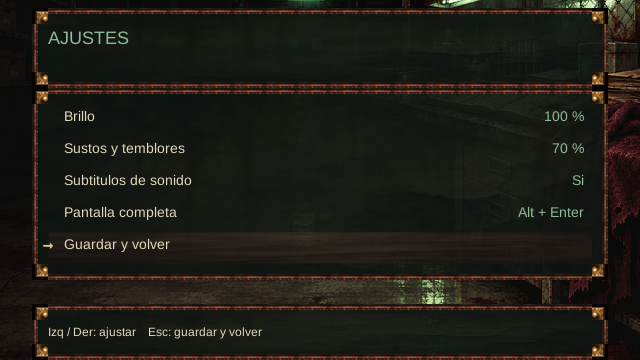 AJUSTES
Brillo 100 %
Sustos y temblores 70 %
Subtitulos de sonido Si
Pantalla completa Alt + Enter
→ Guardar y volver
Izq / Der: ajustar Esc: guardar y volver